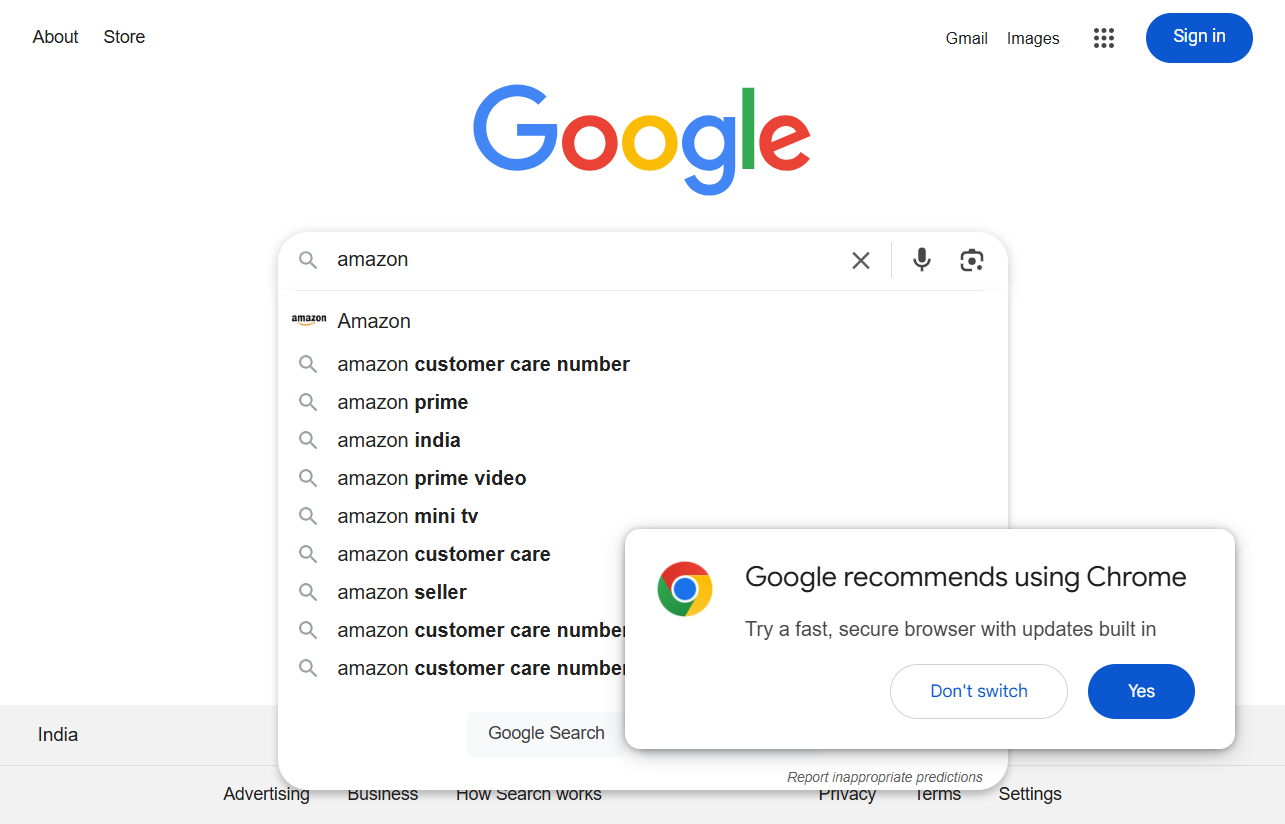 About Store Gmail Images Sign in
Google
amazon
amazon Amazon
amazon customer care number
amazon prime
amazon india
amazon prime video
amazon mini tv
amazon customer care
amazon seller
amazon customer care number
amazon customer care number
Google recommends using Chrome
Try a fast, secure browser with updates built in
Don't switch Yes
Google Search
India
Report inappropriate predictions
Advertising Business How Search works Privacy Terms Settings